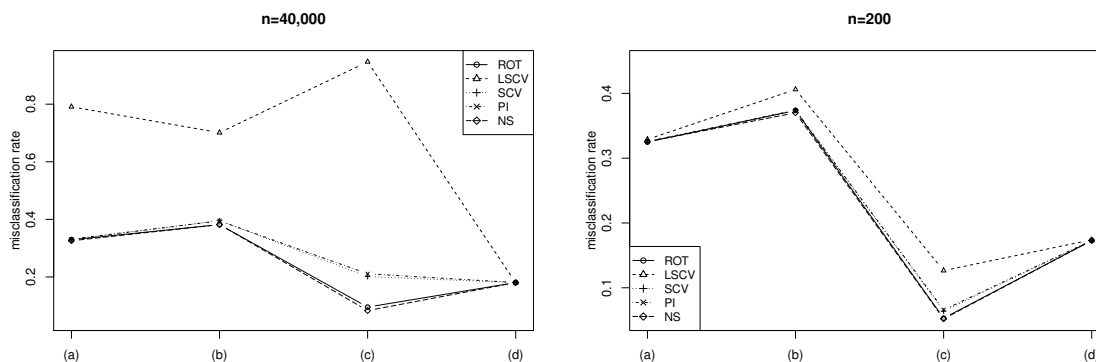 n=40,000
misclassification rate
0.8
0.6
0.4
0.2
ROT
LSCV
SCV
PI
NS
(a) (b) (c) (d)
n=200
misclassification rate
0.4
0.3
0.2
0.1
ROT
LSCV
SCV
PI
NS
(a) (b) (c) (d)